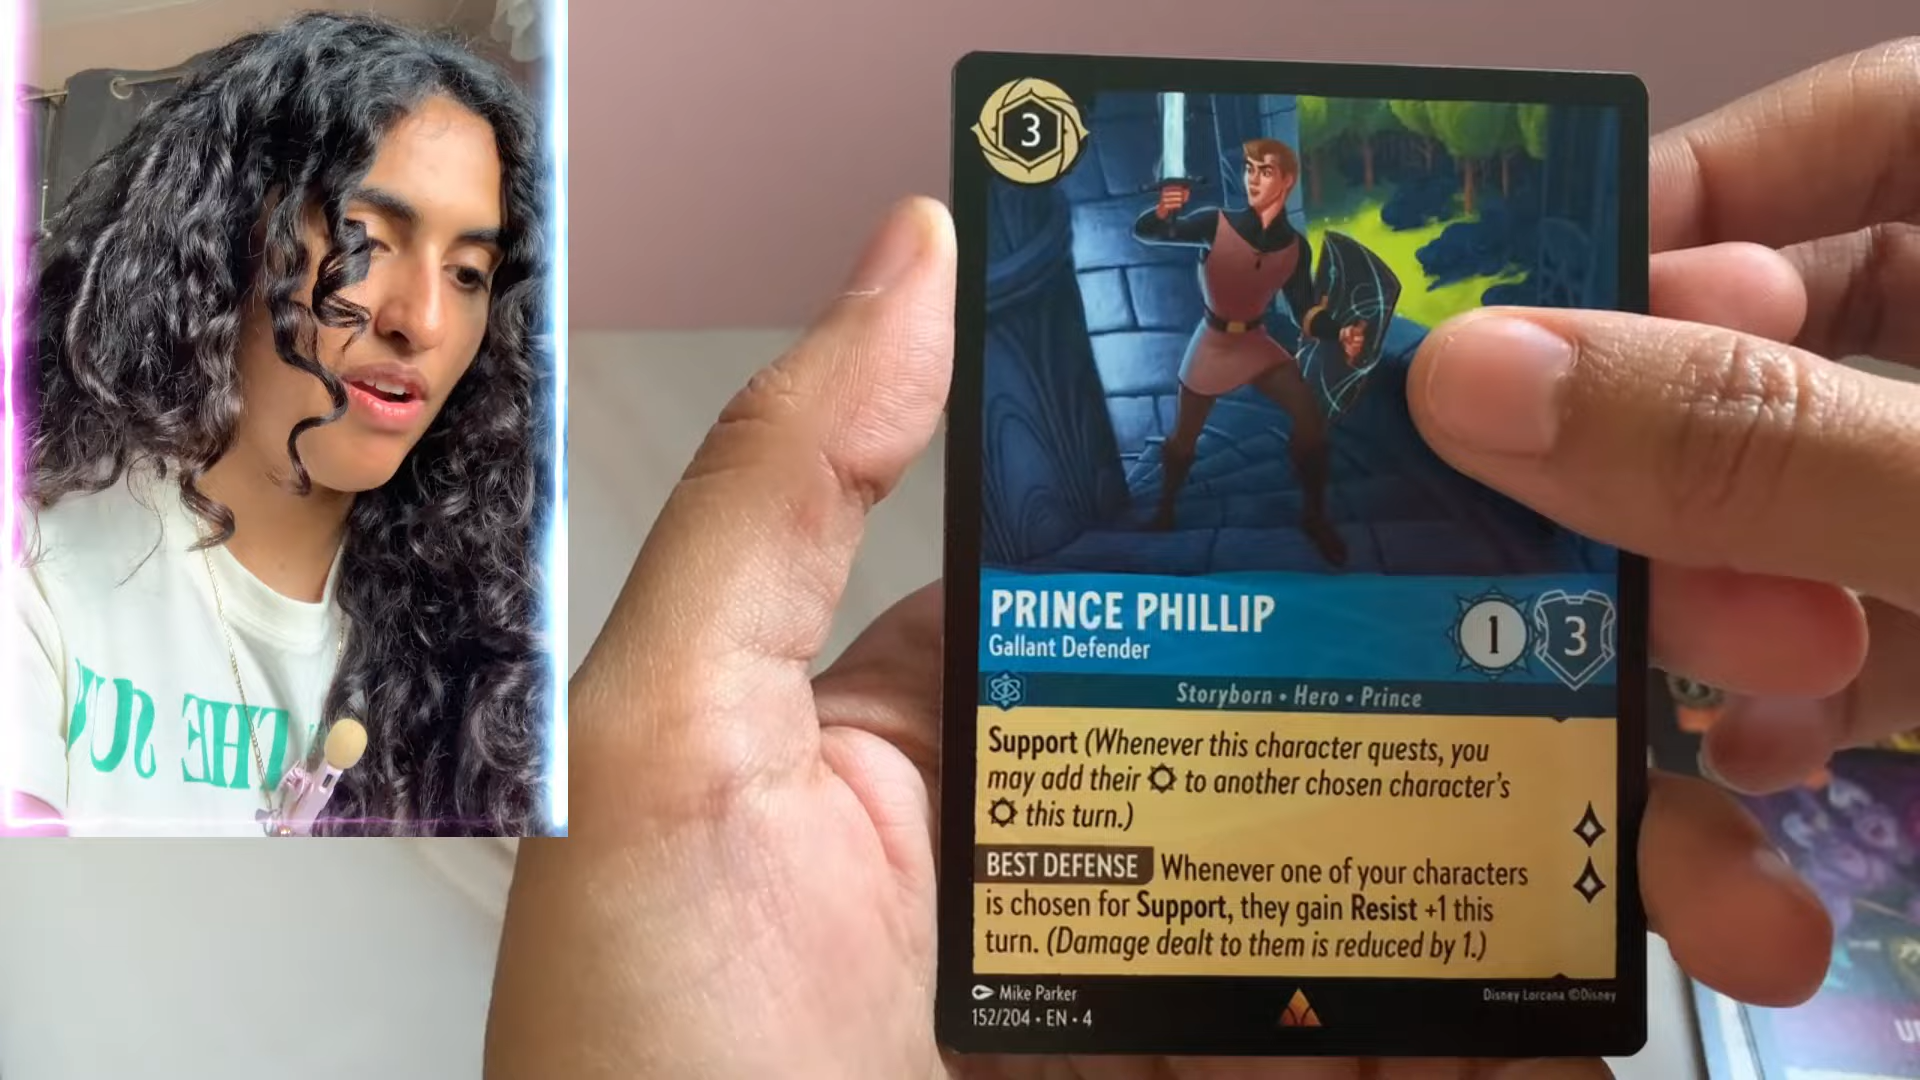 THE SUN
3
PRINCE PHILLIP
Gallant Defender
1 3
Storyborn • Hero • Prince
Support (Whenever this character quests, you
may add their to another chosen character's
this turn.)
BEST DEFENSE Whenever one of your characters
is chosen for Support, they gain Resist +1 this
turn. (Damage dealt to them is reduced by 1.)
Mike Parker
152/204 • EN • 4
Disney Lorcana ©Disney